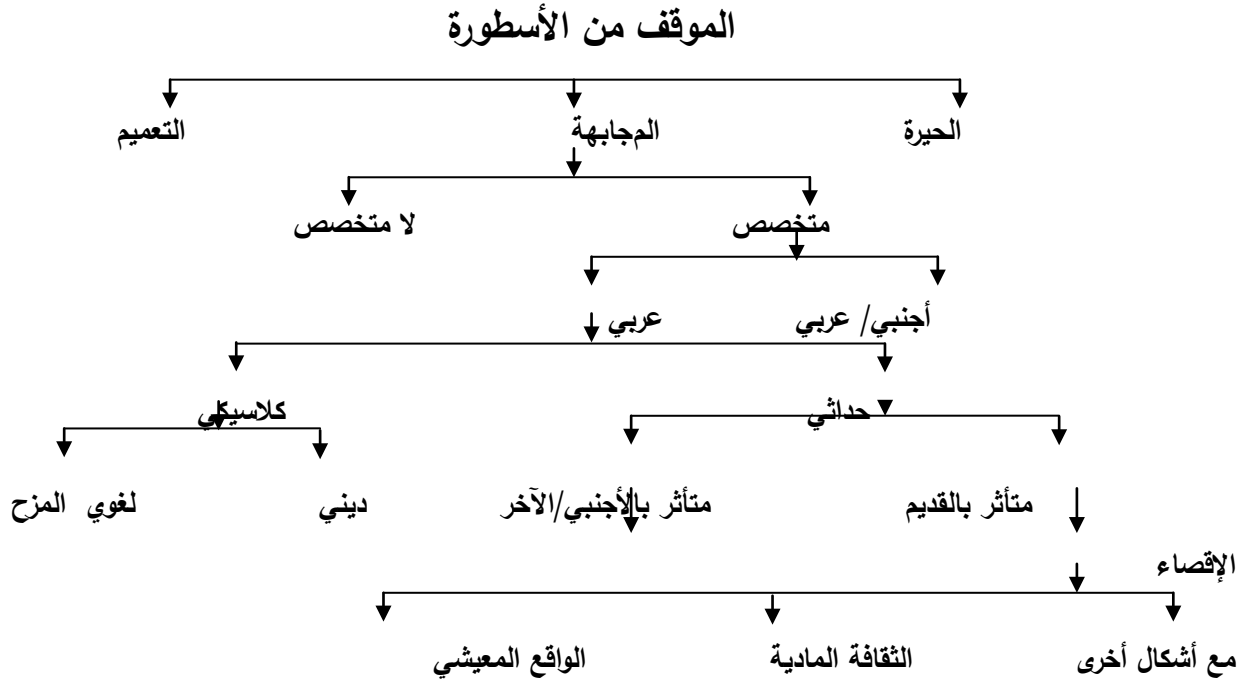 الموقف من الأسطورة
الحيرة المجابهة التعميم
متخصص لا متخصص
أجنبي/ عربي عربي
حداثي كلاسيكي
متأثر بالقديم متأثر بالأجنبي/الآخر ديني لغوي المزح
الإقصاء
مع أشكال أخرى الثقافة المادية الواقع المعيشي